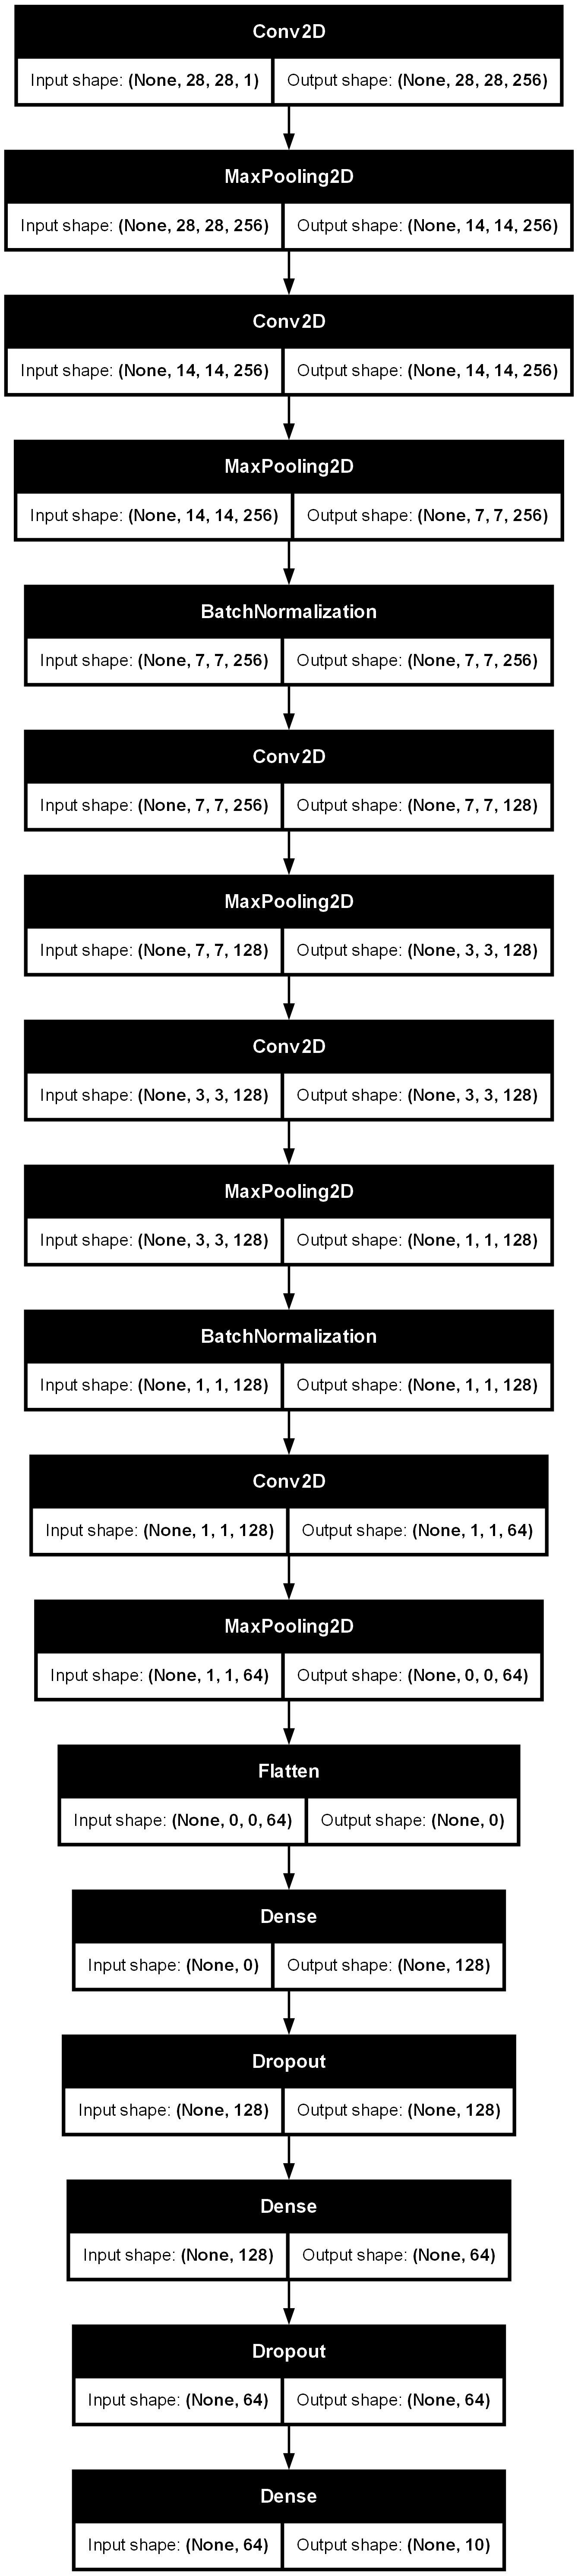 Conv2D
Input shape: (None, 28, 28, 1) Output shape: (None, 28, 28, 256)
MaxPooling2D
Input shape: (None, 28, 28, 256) Output shape: (None, 14, 14, 256)
Conv2D
Input shape: (None, 14, 14, 256) Output shape: (None, 14, 14, 256)
MaxPooling2D
Input shape: (None, 14, 14, 256) Output shape: (None, 7, 7, 256)
BatchNormalization
Input shape: (None, 7, 7, 256) Output shape: (None, 7, 7, 256)
Conv2D
Input shape: (None, 7, 7, 256) Output shape: (None, 7, 7, 128)
MaxPooling2D
Input shape: (None, 7, 7, 128) Output shape: (None, 3, 3, 128)
Conv2D
Input shape: (None, 3, 3, 128) Output shape: (None, 3, 3, 128)
MaxPooling2D
Input shape: (None, 3, 3, 128) Output shape: (None, 1, 1, 128)
BatchNormalization
Input shape: (None, 1, 1, 128) Output shape: (None, 1, 1, 128)
Conv2D
Input shape: (None, 1, 1, 128) Output shape: (None, 1, 1, 64)
MaxPooling2D
Input shape: (None, 1, 1, 64) Output shape: (None, 0, 0, 64)
Flatten
Input shape: (None, 0, 0, 64) Output shape: (None, 0)
Dense
Input shape: (None, 0) Output shape: (None, 128)
Dropout
Input shape: (None, 128) Output shape: (None, 128)
Dense
Input shape: (None, 128) Output shape: (None, 64)
Dropout
Input shape: (None, 64) Output shape: (None, 64)
Dense
Input shape: (None, 64) Output shape: (None, 10)